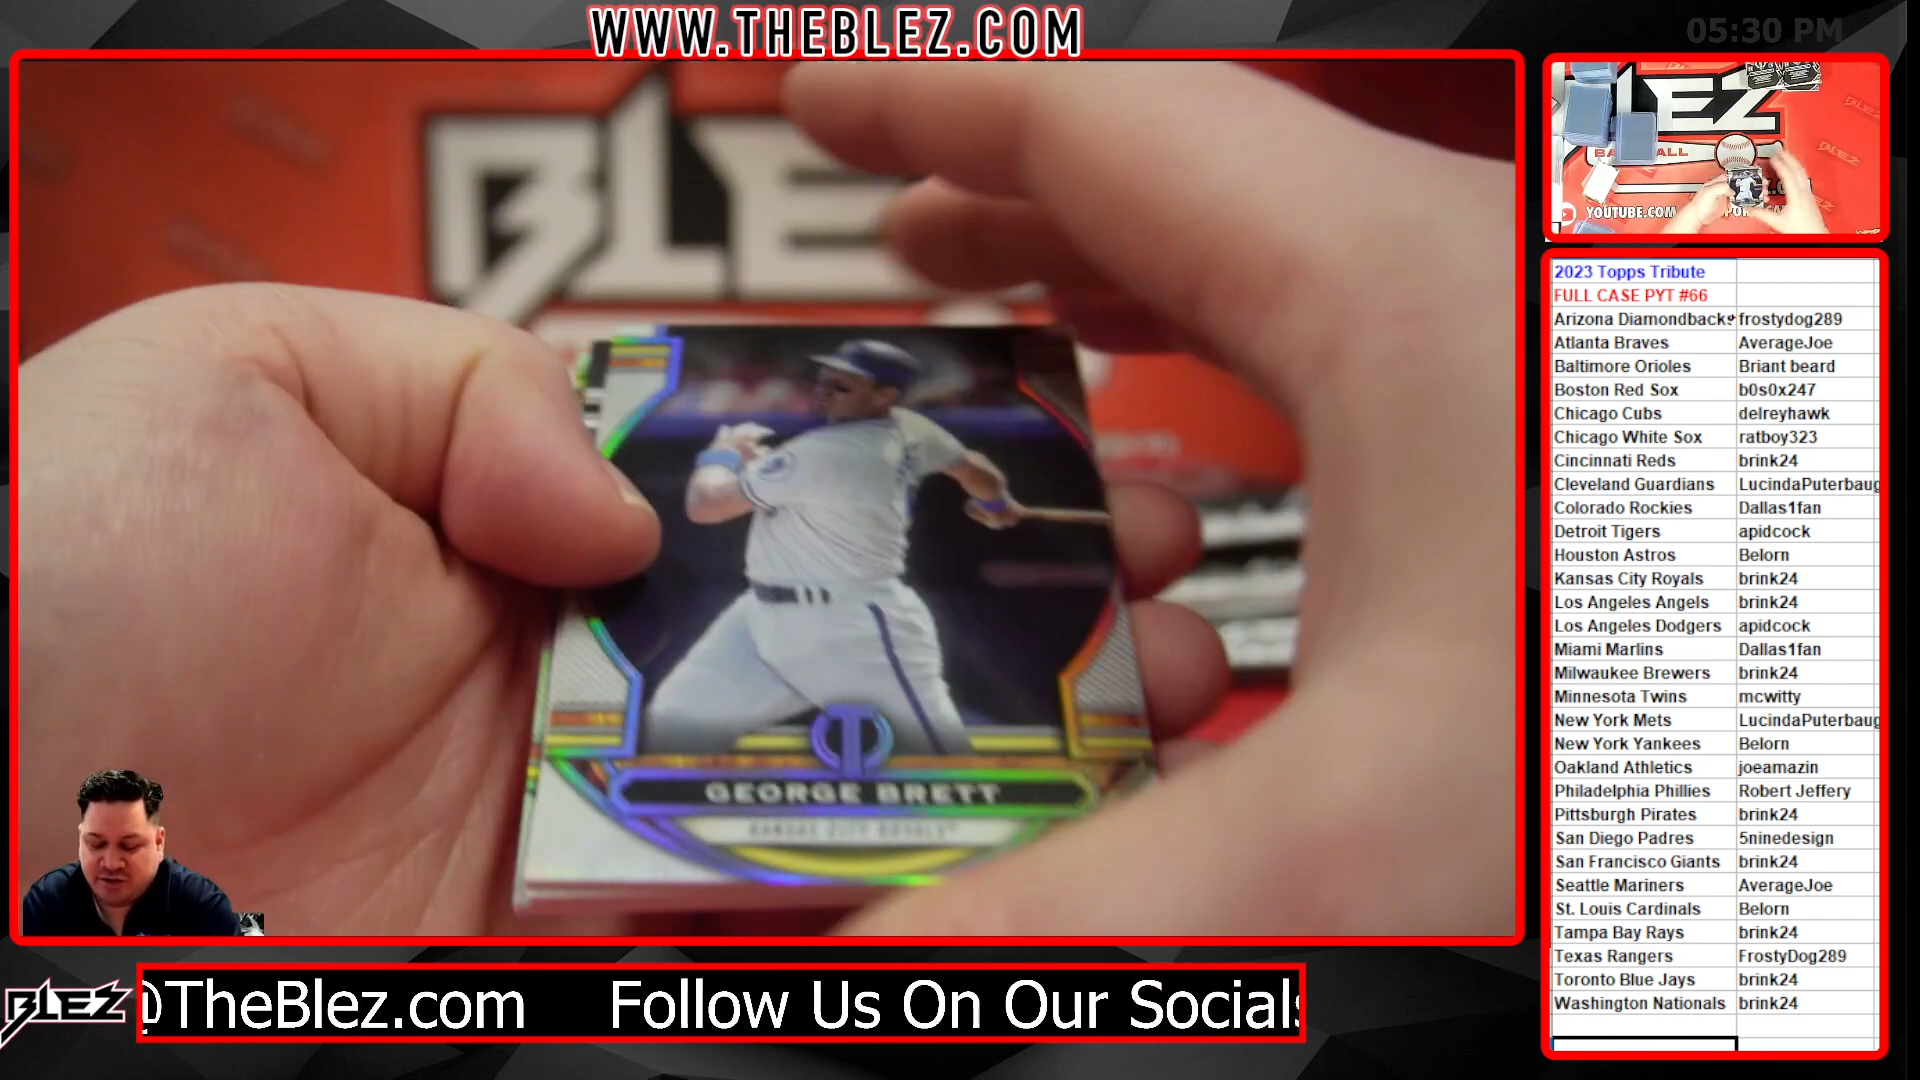 WWW.THEBLEZ.COM
05:30 PM
BLEZ
GEORGE BRETT
KANSAS CITY ROYALS
BLEZ
YOUTUBE.COM
2023 Topps Tribute
FULL CASE PYT #66
Arizona Diamondbacks frostydog289
Atlanta Braves AverageJoe
Baltimore Orioles Briant beard
Boston Red Sox b0s0x247
Chicago Cubs delreyhawk
Chicago White Sox ratboy323
Cincinnati Reds brink24
Cleveland Guardians LucindaPuterbaug
Colorado Rockies Dallas1fan
Detroit Tigers apidcock
Houston Astros Belorn
Kansas City Royals brink24
Los Angeles Angels brink24
Los Angeles Dodgers apidcock
Miami Marlins Dallas1fan
Milwaukee Brewers brink24
Minnesota Twins mcwitty
New York Mets LucindaPuterbaug
New York Yankees Belorn
Oakland Athletics joeamazin
Philadelphia Phillies Robert Jeffery
Pittsburgh Pirates brink24
San Diego Padres 5ninedesign
San Francisco Giants brink24
Seattle Mariners AverageJoe
St. Louis Cardinals Belorn
Tampa Bay Rays brink24
Texas Rangers FrostyDog289
Toronto Blue Jays brink24
Washington Nationals brink24
BLEZ
@TheBlez.com Follow Us On Our Socials